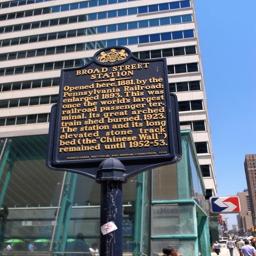 BROAD STREET
STATION
Opened here, 1881, by the
Pennsylvania Railroad;
enlarged 1893. This was
once the world's largest
railroad passenger ter-
minal. Its great arched
train shed burned, 1923.
The station and its long
elevated stone track
bed (the "Chinese Wall")
remained until 1952-53.